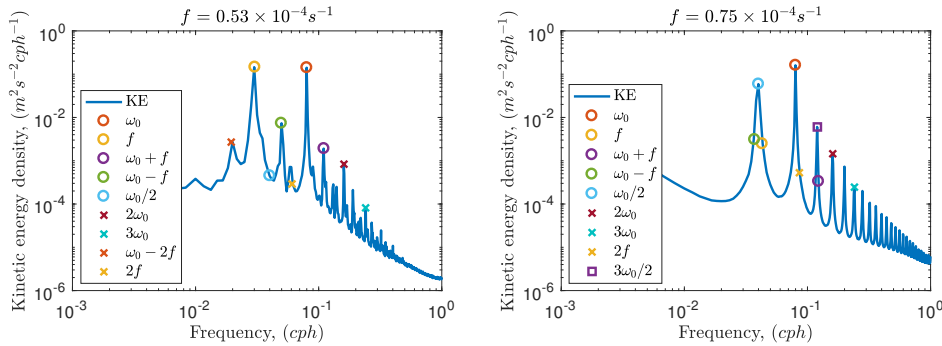 f = 0.53 × 10⁻⁴s⁻¹
Kinetic energy density, (m²s⁻²cph⁻¹)
10⁰
10⁻²
10⁻⁴
10⁻⁶
KE
ω₀
f
ω₀ + f
ω₀ − f
ω₀/2
2ω₀
3ω₀
ω₀ − 2f
2f
10⁻³
10⁻²
10⁻¹
10⁰
Frequency, (cph)
f = 0.75 × 10⁻⁴s⁻¹
Kinetic energy density, (m²s⁻²cph⁻¹)
10⁰
10⁻²
10⁻⁴
10⁻⁶
KE
ω₀
f
ω₀ + f
ω₀ − f
ω₀/2
2ω₀
3ω₀
2f
3ω₀/2
10⁻³
10⁻²
10⁻¹
10⁰
Frequency, (cph)